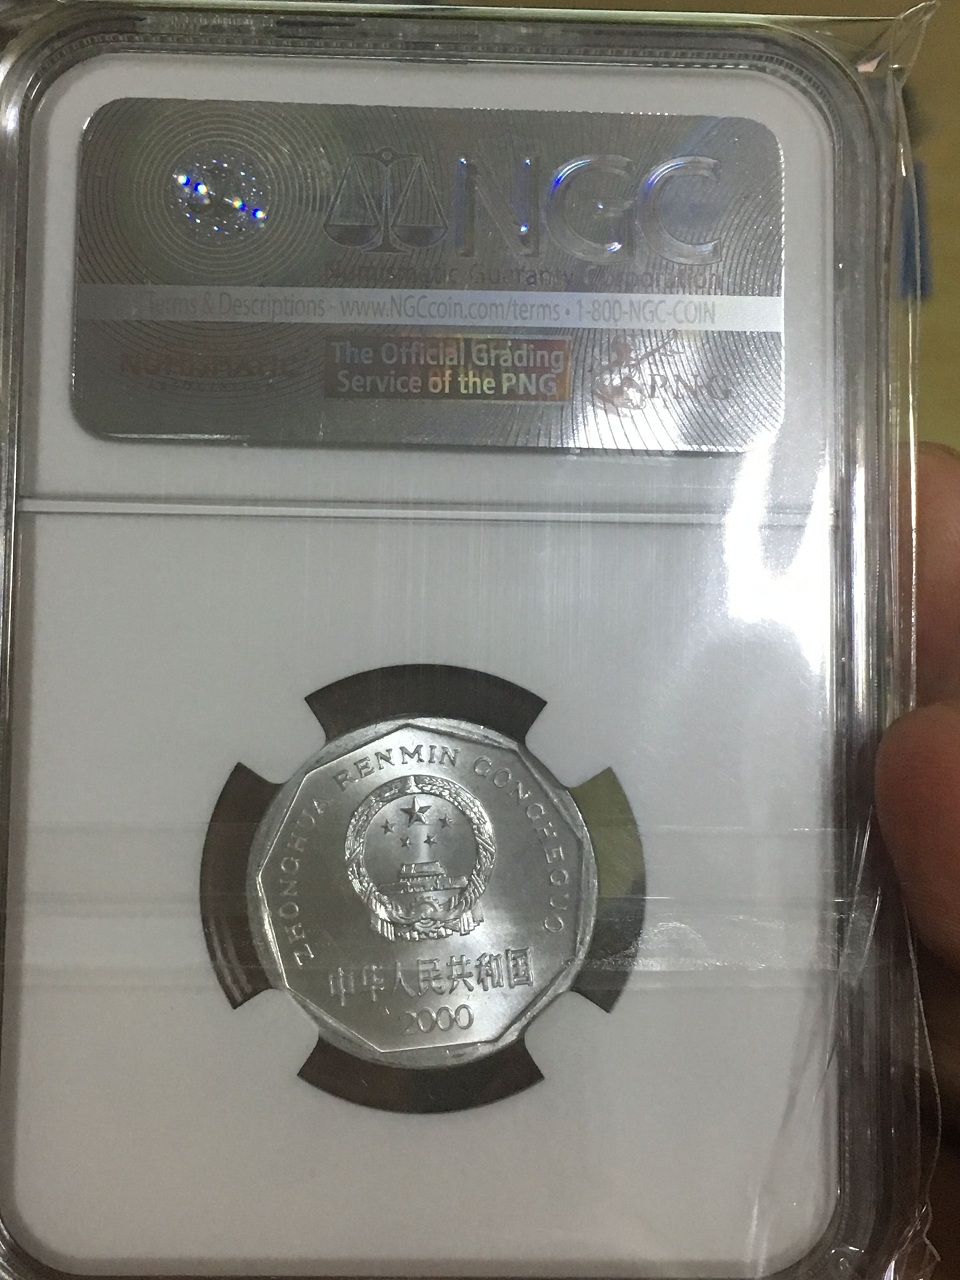 NGC
Numismatic Guaranty Corporation
Terms & Descriptions - www.NGCcoin.com/terms • 1-800-NGC-COIN
The Official Grading
Service of the PNG
PNG
ZHONGHUA RENMIN GONGHEGUO
中华人民共和国
2000